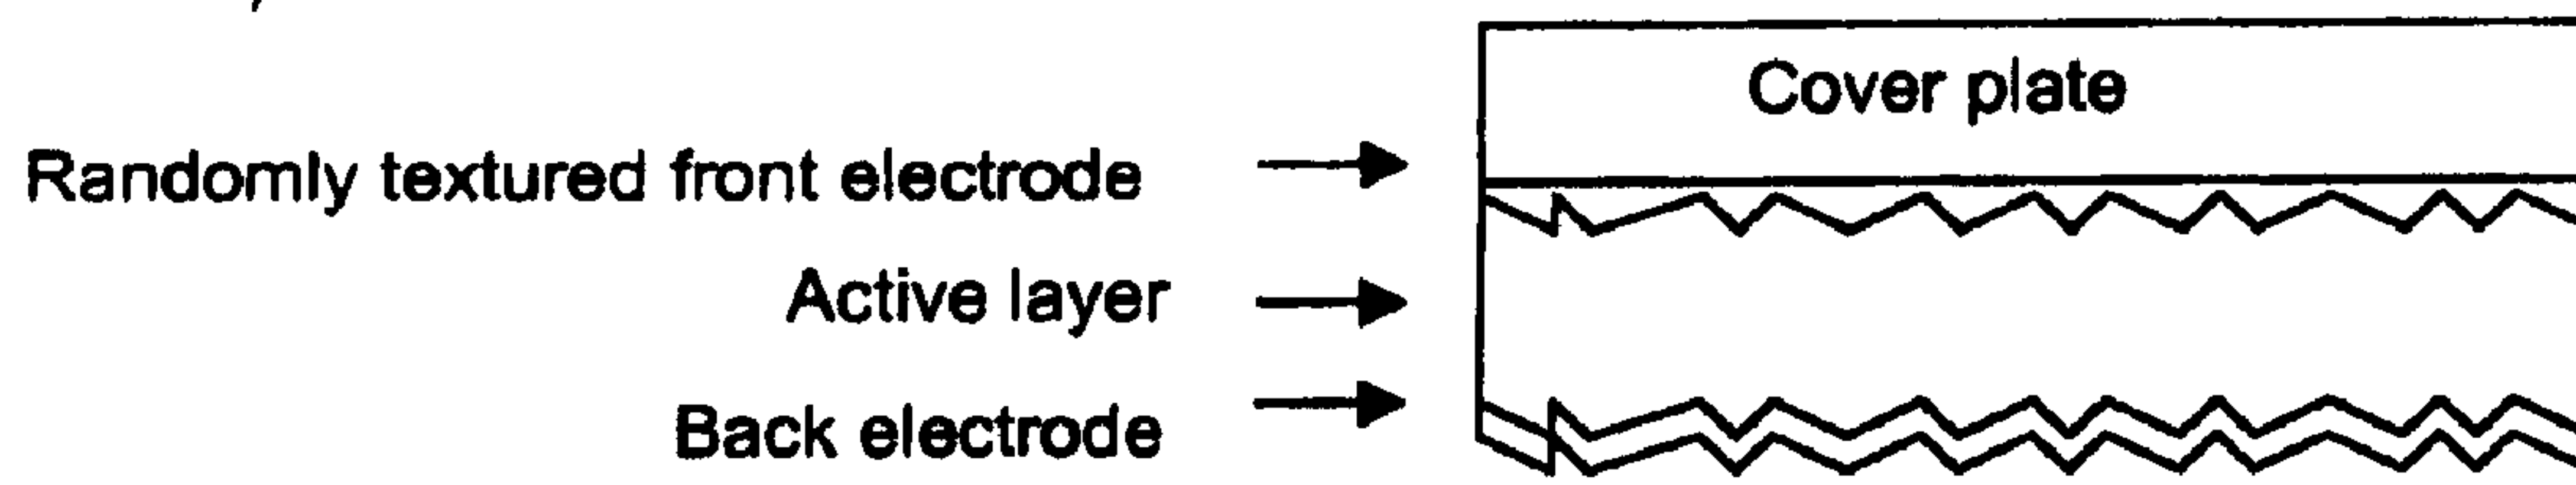 Cover plate
Randomly textured front electrode
Active layer
Back electrode